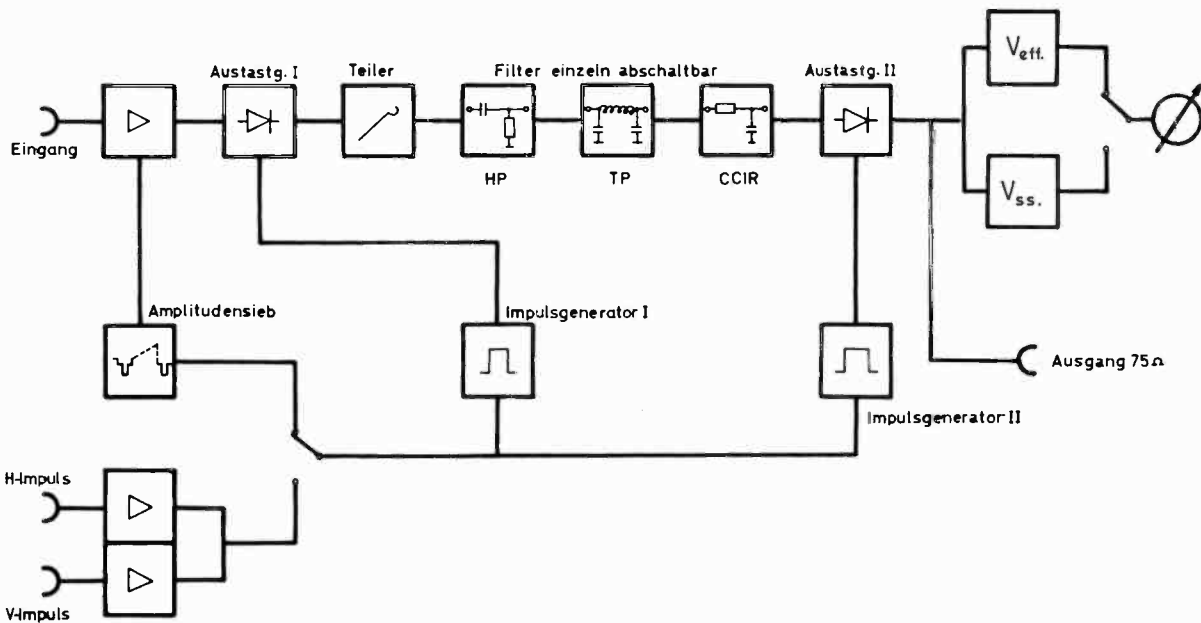 Austastg. I
Teiler
Filter einzeln abschaltbar
Austastg. II
Veff.
Eingang
HP
TP
CCIR
Vss.
Amplitudensieb
Impulsgenerator I
Ausgang 75Ω
Impulsgenerator II
H-Impuls
V-Impuls